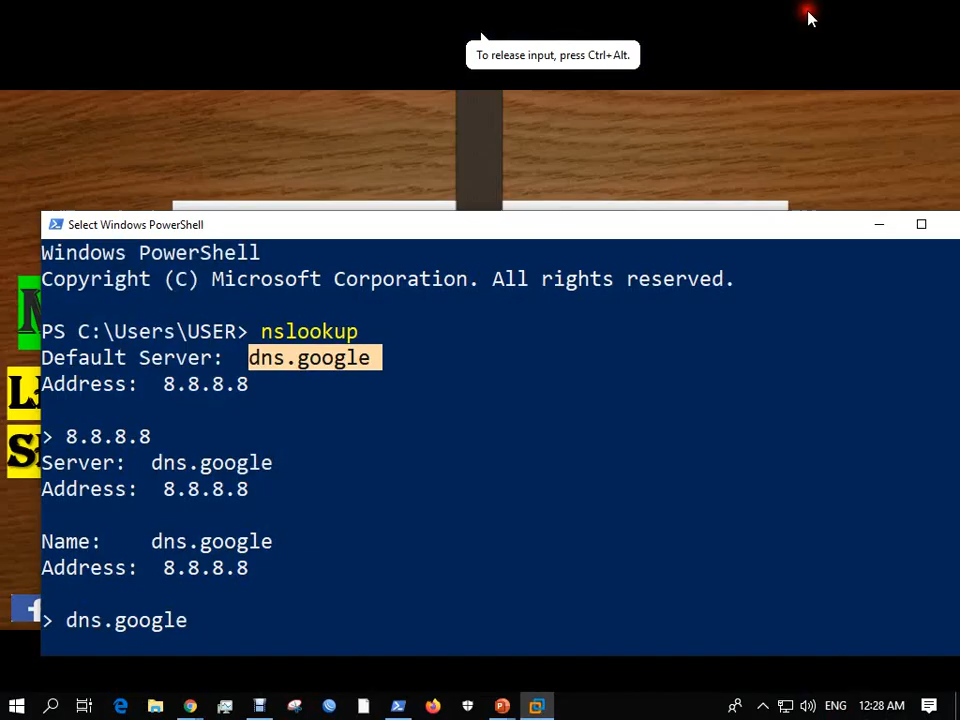 To release input, press Ctrl+Alt.
Select Windows PowerShell
Windows PowerShell
Copyright (C) Microsoft Corporation. All rights reserved.
PS C:\Users\USER> nslookup
Default Server:  dns.google
Address:  8.8.8.8
> 8.8.8.8
Server:  dns.google
Address:  8.8.8.8
Name:    dns.google
Address:  8.8.8.8
> dns.google
ENG
12:28 AM